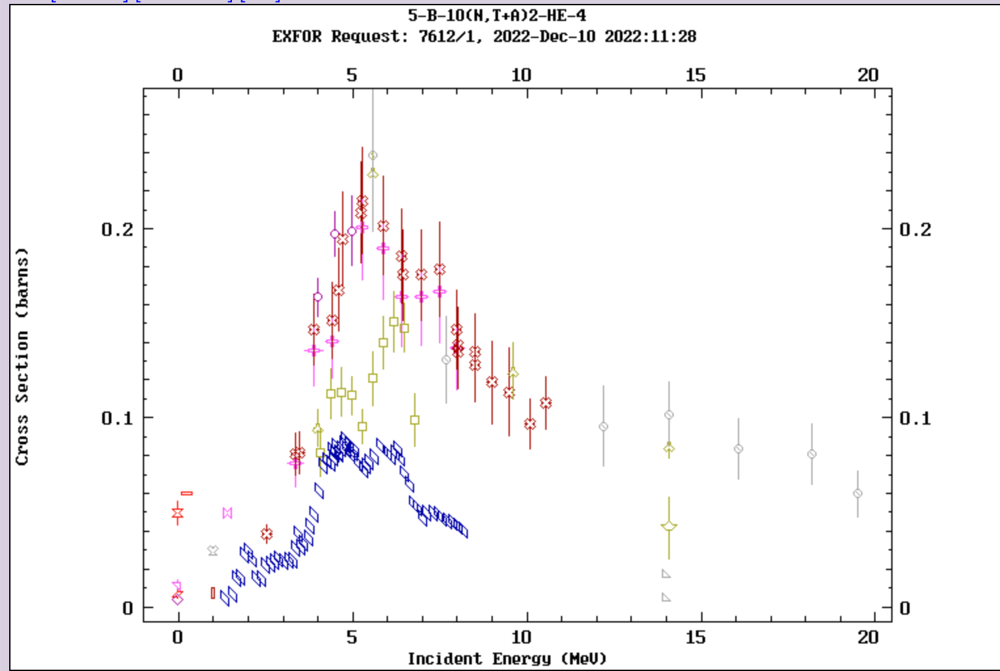 5-B-10(N,T+A)2-HE-4
EXFOR Request: 7612/1, 2022-Dec-10 2022:11:28
0 5 10 15 20
0.2 0.2
0.1 0.1
0 0
Cross Section (barns)
0 5 10 15 20
Incident Energy (MeV)